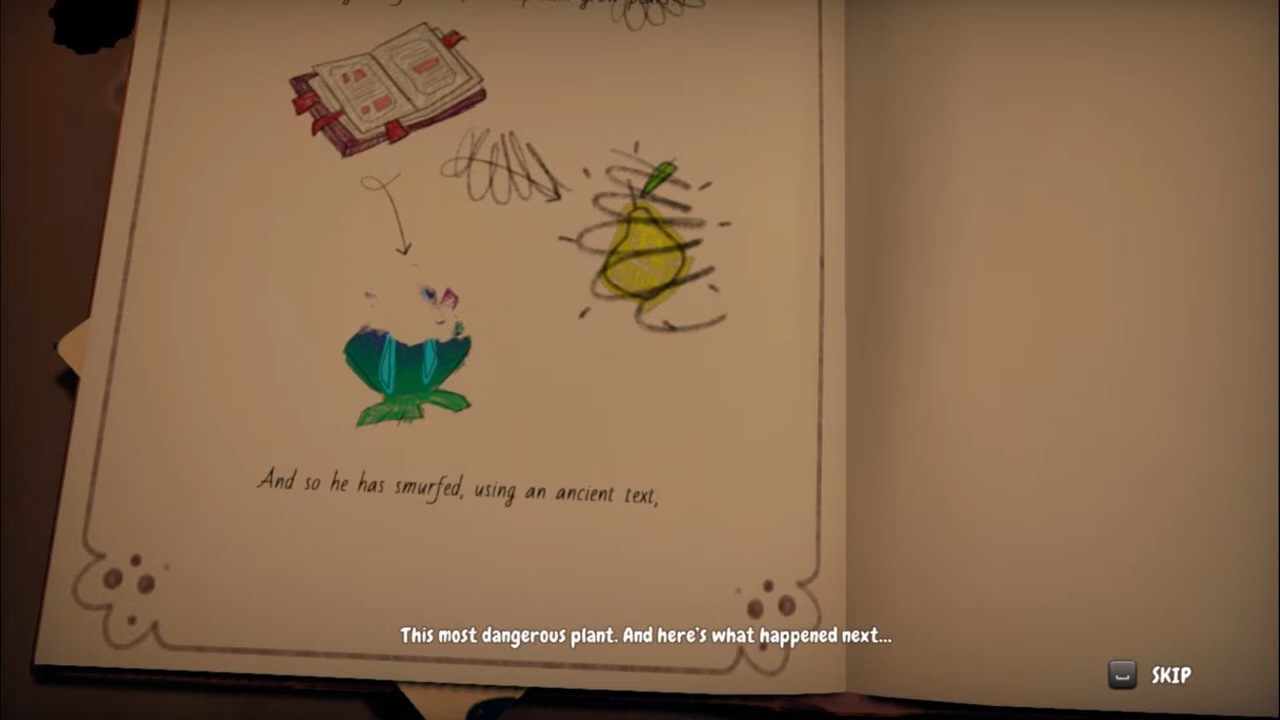 And so he has smurfed, using an ancient text,
This most dangerous plant. And here's what happened next...
SKIP